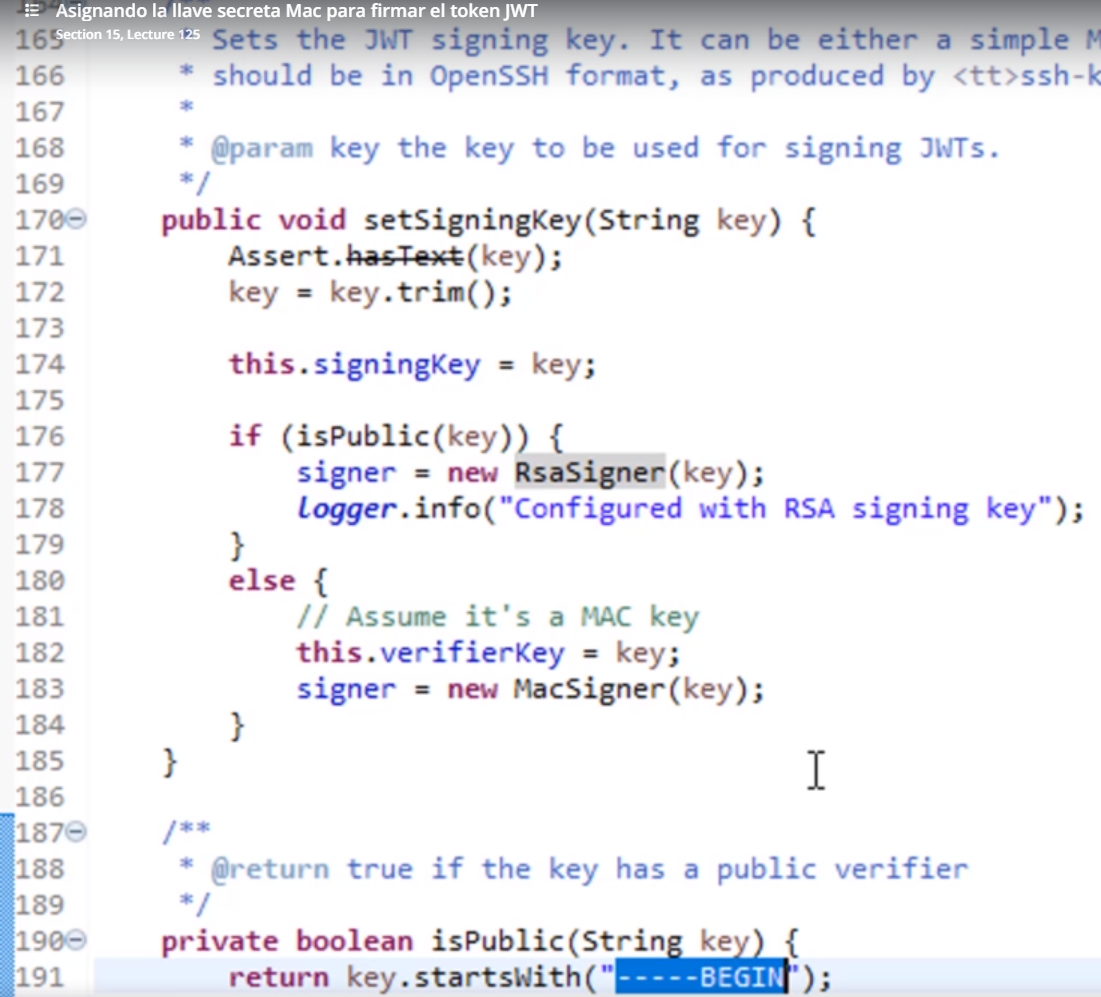 Asignando la llave secreta Mac para firmar el token JWT
Section 15, Lecture 125
165 Sets the JWT signing key. It can be either a simple
166 * should be in OpenSSH format, as produced by <tt>ssh-k
167 *
168 * @param key the key to be used for signing JWTs.
169 */
170 public void setSigningKey(String key) {
171 Assert.hasText(key);
172 key = key.trim();
173
174 this.signingKey = key;
175
176 if (isPublic(key)) {
177 signer = new RsaSigner(key);
178 logger.info("Configured with RSA signing key");
179 }
180 else {
181 // Assume it's a MAC key
182 this.verifierKey = key;
183 signer = new MacSigner(key);
184 }
185 }
186
187 /**
188 * @return true if the key has a public verifier
189 */
190 private boolean isPublic(String key) {
191 return key.startsWith("-----BEGIN");